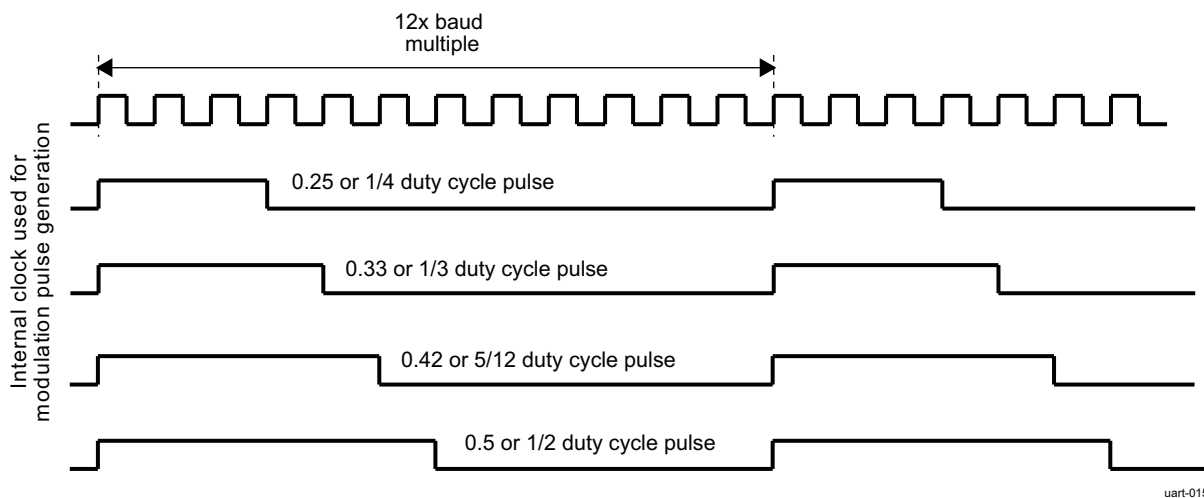 12x baud
multiple
Internal clock used for
modulation pulse generation
0.25 or 1/4 duty cycle pulse
0.33 or 1/3 duty cycle pulse
0.42 or 5/12 duty cycle pulse
0.5 or 1/2 duty cycle pulse